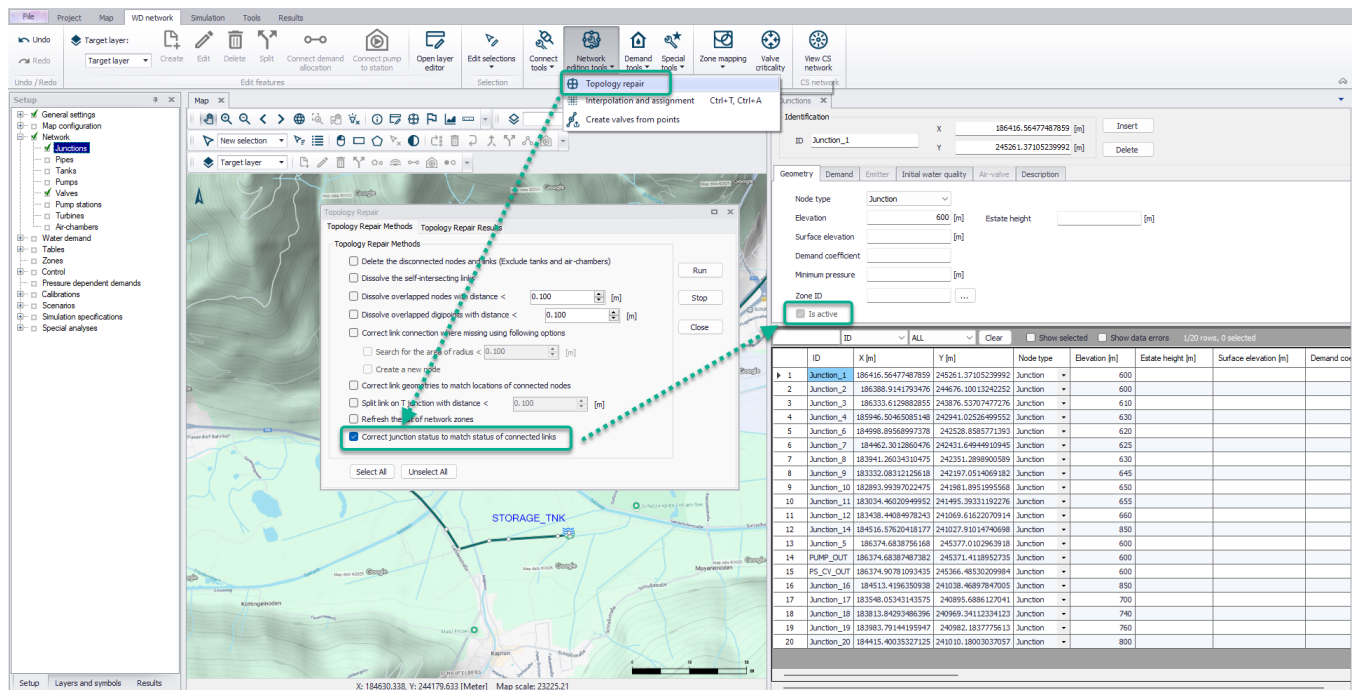 File Project Map WD network Simulation Tools Results
Undo
Redo
Undo / Redo
Target layer:
Target layer
Create
Edit
Delete
Split
Connect demand allocation
Connect pump to station
Edit features
Open layer editor
Edit selections
Selection
Connect tools
Network editing tools
Demand tools
Special tools
Zone mapping
Valve criticality
View CS network
CS network
Topology repair
Interpolation and assignment Ctrl+T, Ctrl+A
Create valves from points
Setup
General settings
Map configuration
Network
Junctions
Pipes
Tanks
Pumps
Valves
Pump stations
Turbines
Air-chambers
Water demand
Tables
Zones
Control
Pressure dependent demands
Calibrations
Scenarios
Simulation specifications
Special analyses
Setup Layers and symbols Results
Map
New selection
Target layer
Topology Repair
Topology Repair Methods Topology Repair Results
Topology Repair Methods
Delete the disconnected nodes and links (Exclude tanks and air-chambers)
Dissolve the self-intersecting links
Dissolve overlapped nodes with distance < 0.100 [m]
Dissolve overlapped digipoints with distance < 0.100 [m]
Correct link connection where missing using following options
Search for the area of radius < 0.100 [m]
Create a new node
Correct link geometries to match locations of connected nodes
Split link on T junction with distance < 0.100 [m]
Refresh the list of network zones
Correct junction status to match status of connected links
Select All Unselect All
Run
Stop
Close
STORAGE_TNK
Google
Kaprun
X: 184630.338, Y: 244179.633 [Meter] Map scale: 23225.21
Junctions
Identification
ID Junction_1
X 186416.56477487859 [m] Insert
Y 245261.37105239992 [m] Delete
Geometry Demand Emitter Initial water quality Air-valve Description
Node type Junction
Elevation 600 [m] Estate height [m]
Surface elevation [m]
Demand coefficient
Minimum pressure [m]
Zone ID ...
Is active
ID ALL Clear Show selected Show data errors 1/20 rows, 0 selected
ID X [m] Y [m] Node type Elevation [m] Estate height [m] Surface elevation [m] Demand coe
1 Junction_1 186416.56477487859 245261.37105239992 Junction 600
2 Junction_2 186388.9141793476 244676.10013242252 Junction 600
3 Junction_3 186333.6129882855 243876.53707477276 Junction 610
4 Junction_4 185946.50465085148 242941.02526499552 Junction 630
5 Junction_6 184998.89568997378 242528.8585771393 Junction 620
6 Junction_7 184462.3012860476 242431.64944910945 Junction 625
7 Junction_8 183941.26034310475 242351.2898900589 Junction 630
8 Junction_9 183332.08312125618 242197.0514069182 Junction 645
9 Junction_10 182893.99397022475 241981.8951995568 Junction 650
10 Junction_11 183034.46020949952 241495.39331192276 Junction 655
11 Junction_12 183438.44084978243 241069.61622070914 Junction 660
12 Junction_14 184516.57620418177 241027.91014740698 Junction 850
13 Junction_5 186374.6838756168 245377.0102963918 Junction 600
14 PUMP_OUT 186374.68387487382 245371.4118952735 Junction 600
15 PS_CV_OUT 186374.90781093435 245366.48530209984 Junction 600
16 Junction_16 184513.4196350938 241038.46897847005 Junction 850
17 Junction_17 183548.05343143575 240895.6886127041 Junction 700
18 Junction_18 183813.84293486396 240969.34112334123 Junction 740
19 Junction_19 183983.79144195947 240982.1837775613 Junction 760
20 Junction_20 184415.40035327125 241010.18003037057 Junction 800